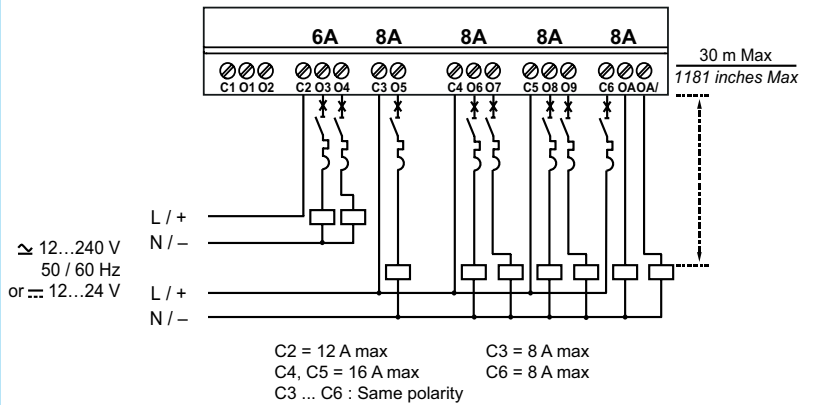 6A 8A 8A 8A 8A
C1 O1 O2 C2 O3 O4 C3 O5 C4 O6 O7 C5 O8 O9 C6 OA OA/
30 m Max
1181 inches Max
L / +
N / –
⏦ 12...240 V
50 / 60 Hz
or ⎓ 12...24 V
L / +
N / –
C2 = 12 A max C3 = 8 A max
C4, C5 = 16 A max C6 = 8 A max
C3 ... C6 : Same polarity